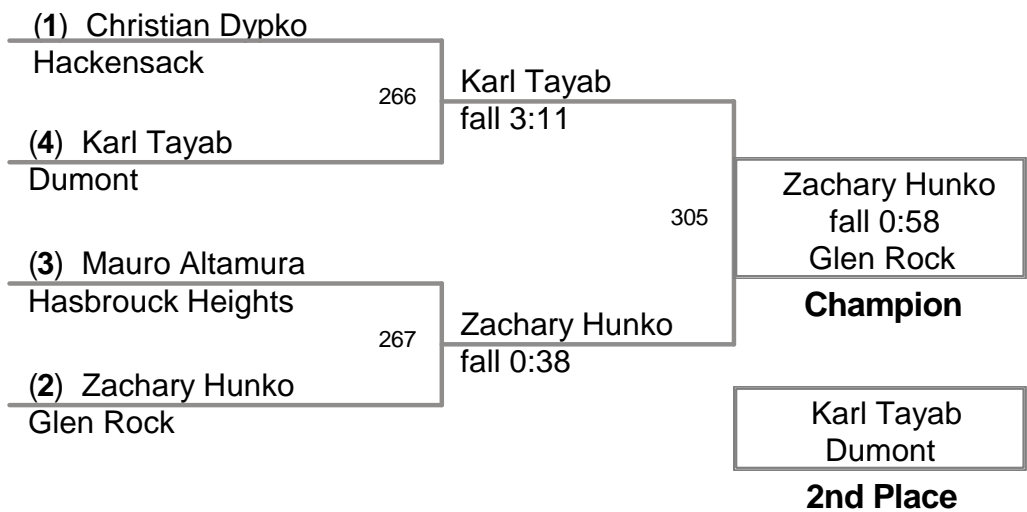 (1) Christian Dypko
Hackensack
266
(4) Karl Tayab
Dumont
Karl Tayab
fall 3:11
(3) Mauro Altamura
Hasbrouck Heights
267
(2) Zachary Hunko
Glen Rock
Zachary Hunko
fall 0:38
305
Zachary Hunko
fall 0:58
Glen Rock
Champion
Karl Tayab
Dumont
2nd Place